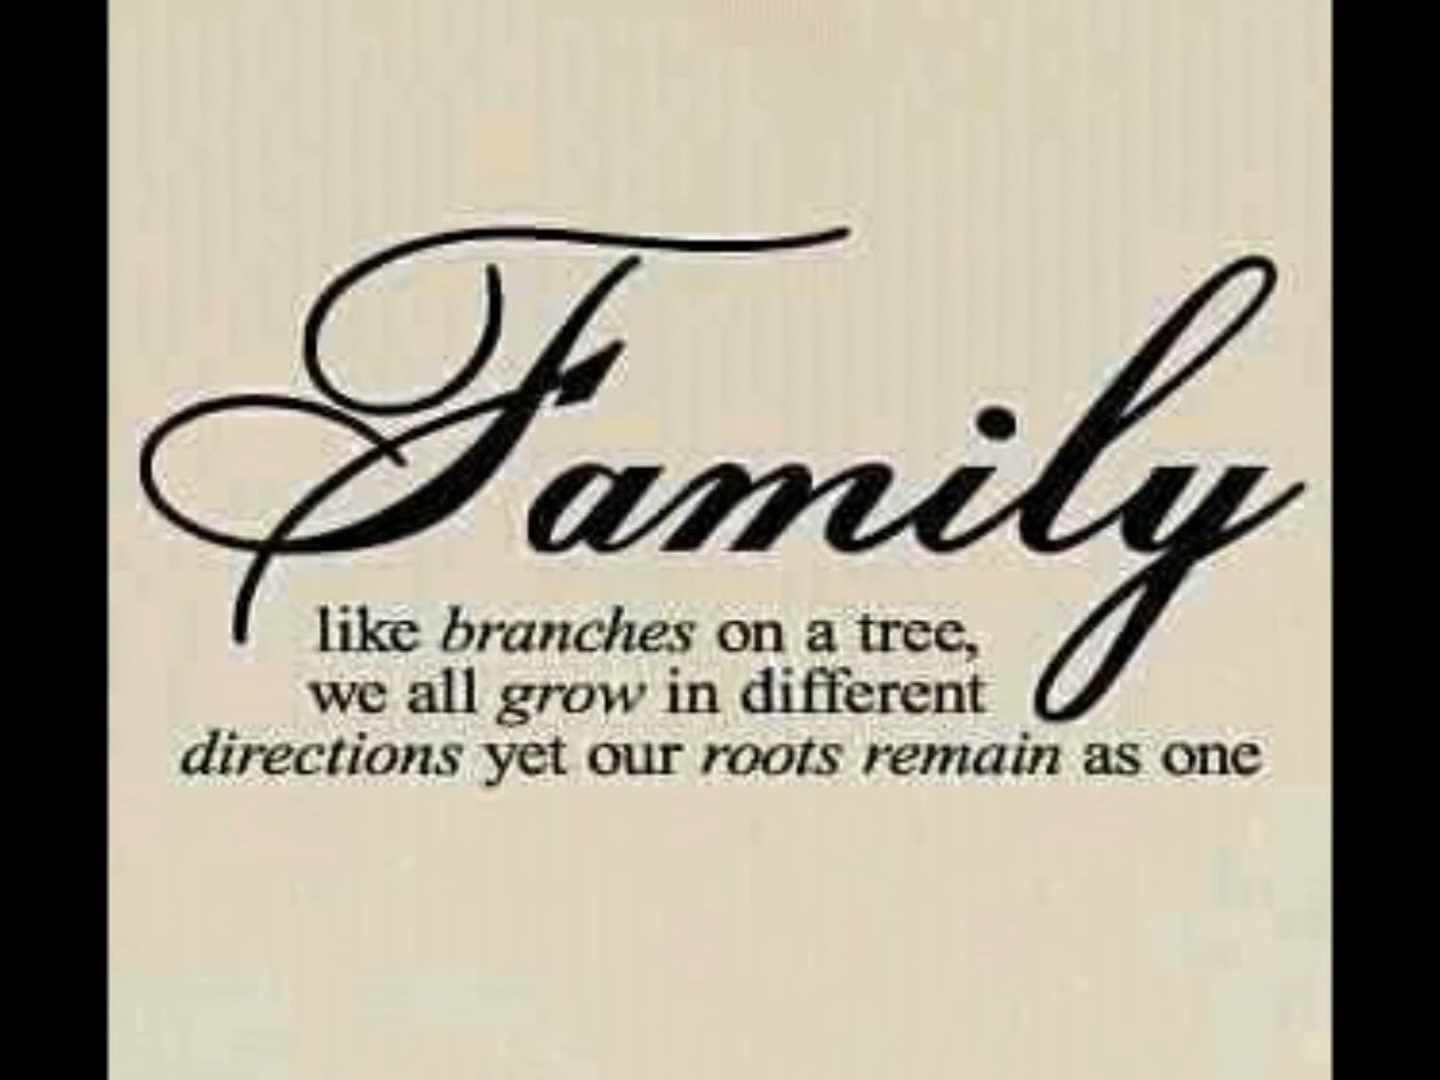 Family
like branches on a tree,
we all grow in different
directions yet our roots remain as one